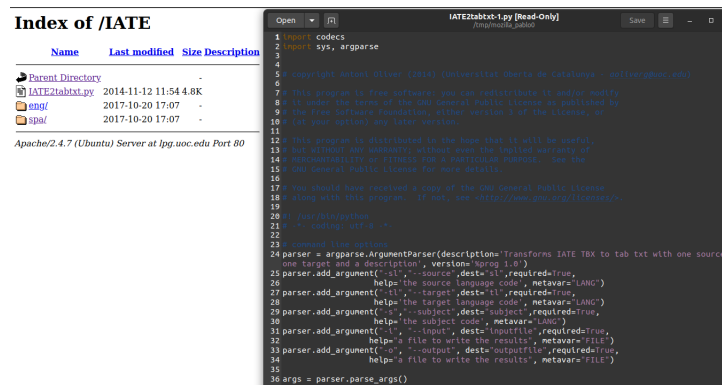 Index of /IATE
Name Last modified Size Description
Parent Directory -
IATE2tabtxt.py 2014-11-12 11:54 4.8K
eng/ 2017-10-20 17:07 -
spa/ 2017-10-20 17:07 -
Apache/2.4.7 (Ubuntu) Server at lpg.uoc.edu Port 80
Open
IATE2tabtxt-1.py [Read-Only]
/tmp/mozilla_pablo0
Save
1 import codecs
2 import sys, argparse
3
4
5 # Copyright Antoni Oliver (2014) Universitat Oberta de Catalunya - aoliverg@uoc.edu
6
7 # This program is free software: you can redistribute it and/or modify
8 # it under the terms of the GNU General Public License as published by
9 # the Free Software Foundation, either version 3 of the License, or
10 # (at your option) any later version.
11
12 # This program is distributed in the hope that it will be useful,
13 # but WITHOUT ANY WARRANTY; without even the implied warranty of
14 # MERCHANTABILITY or FITNESS FOR A PARTICULAR PURPOSE. See the
15 # GNU General Public License for more details.
16
17 # You should have received a copy of the GNU General Public License
18 # along with this program. If not, see <http://www.gnu.org/licenses/>.
19
20
21 # -*- coding: utf-8 -*-
22
23 # command line options
24 parser = argparse.ArgumentParser(description='Transforms IATE TBX to tab txt with one source
one target and a description', version='%prog 1.0')
25 parser.add_argument("-sl","--source",dest="sl",required=True,
26 help='the source language code', metavar="LANG")
27 parser.add_argument("-tl","--target",dest="tl",required=True,
28 help='the target language code', metavar="LANG")
29 parser.add_argument("-s","--subject",dest="subject",required=True,
30 help='the subject code', metavar="LANG")
31 parser.add_argument("-i", "--input", dest="inputfile",required=True,
32 help="a file to write the results", metavar="FILE")
33 parser.add_argument("-o", "--output", dest="outputfile",required=True,
34 help="a file to write the results", metavar="FILE")
35
36 args = parser.parse_args()